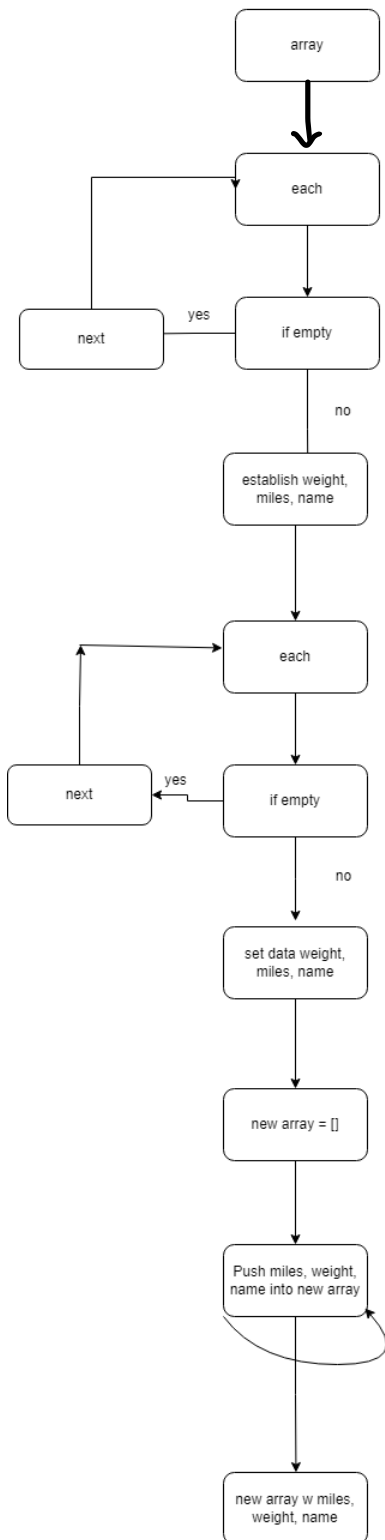 array
each
yes
next
if empty
no
establish weight,
miles, name
each
yes
next
if empty
no
set data weight,
miles, name
new array = []
Push miles, weight,
name into new array
new array w miles,
weight, name